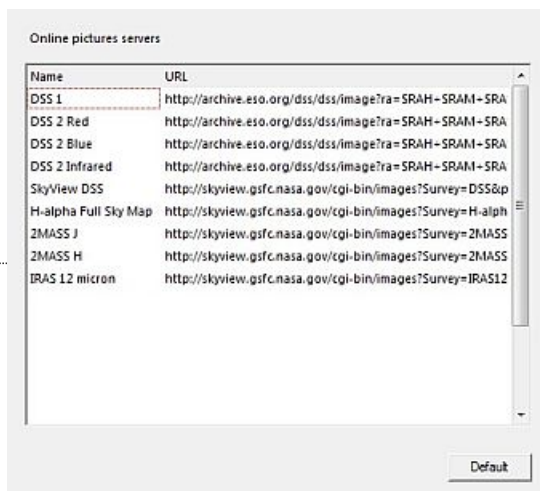 Online pictures servers
Name URL
DSS 1 http://archive.eso.org/dss/dss/image?ra=SRAH+SRAM+SRA
DSS 2 Red http://archive.eso.org/dss/dss/image?ra=SRAH+SRAM+SRA
DSS 2 Blue http://archive.eso.org/dss/dss/image?ra=SRAH+SRAM+SRA
DSS 2 Infrared http://archive.eso.org/dss/dss/image?ra=SRAH+SRAM+SRA
SkyView DSS http://skyview.gsfc.nasa.gov/cgi-bin/images?Survey=DSS&p
H-alpha Full Sky Map http://skyview.gsfc.nasa.gov/cgi-bin/images?Survey=H-alph
2MASS J http://skyview.gsfc.nasa.gov/cgi-bin/images?Survey=2MASS
2MASS H http://skyview.gsfc.nasa.gov/cgi-bin/images?Survey=2MASS
IRAS 12 micron http://skyview.gsfc.nasa.gov/cgi-bin/images?Survey=IRAS12
Default